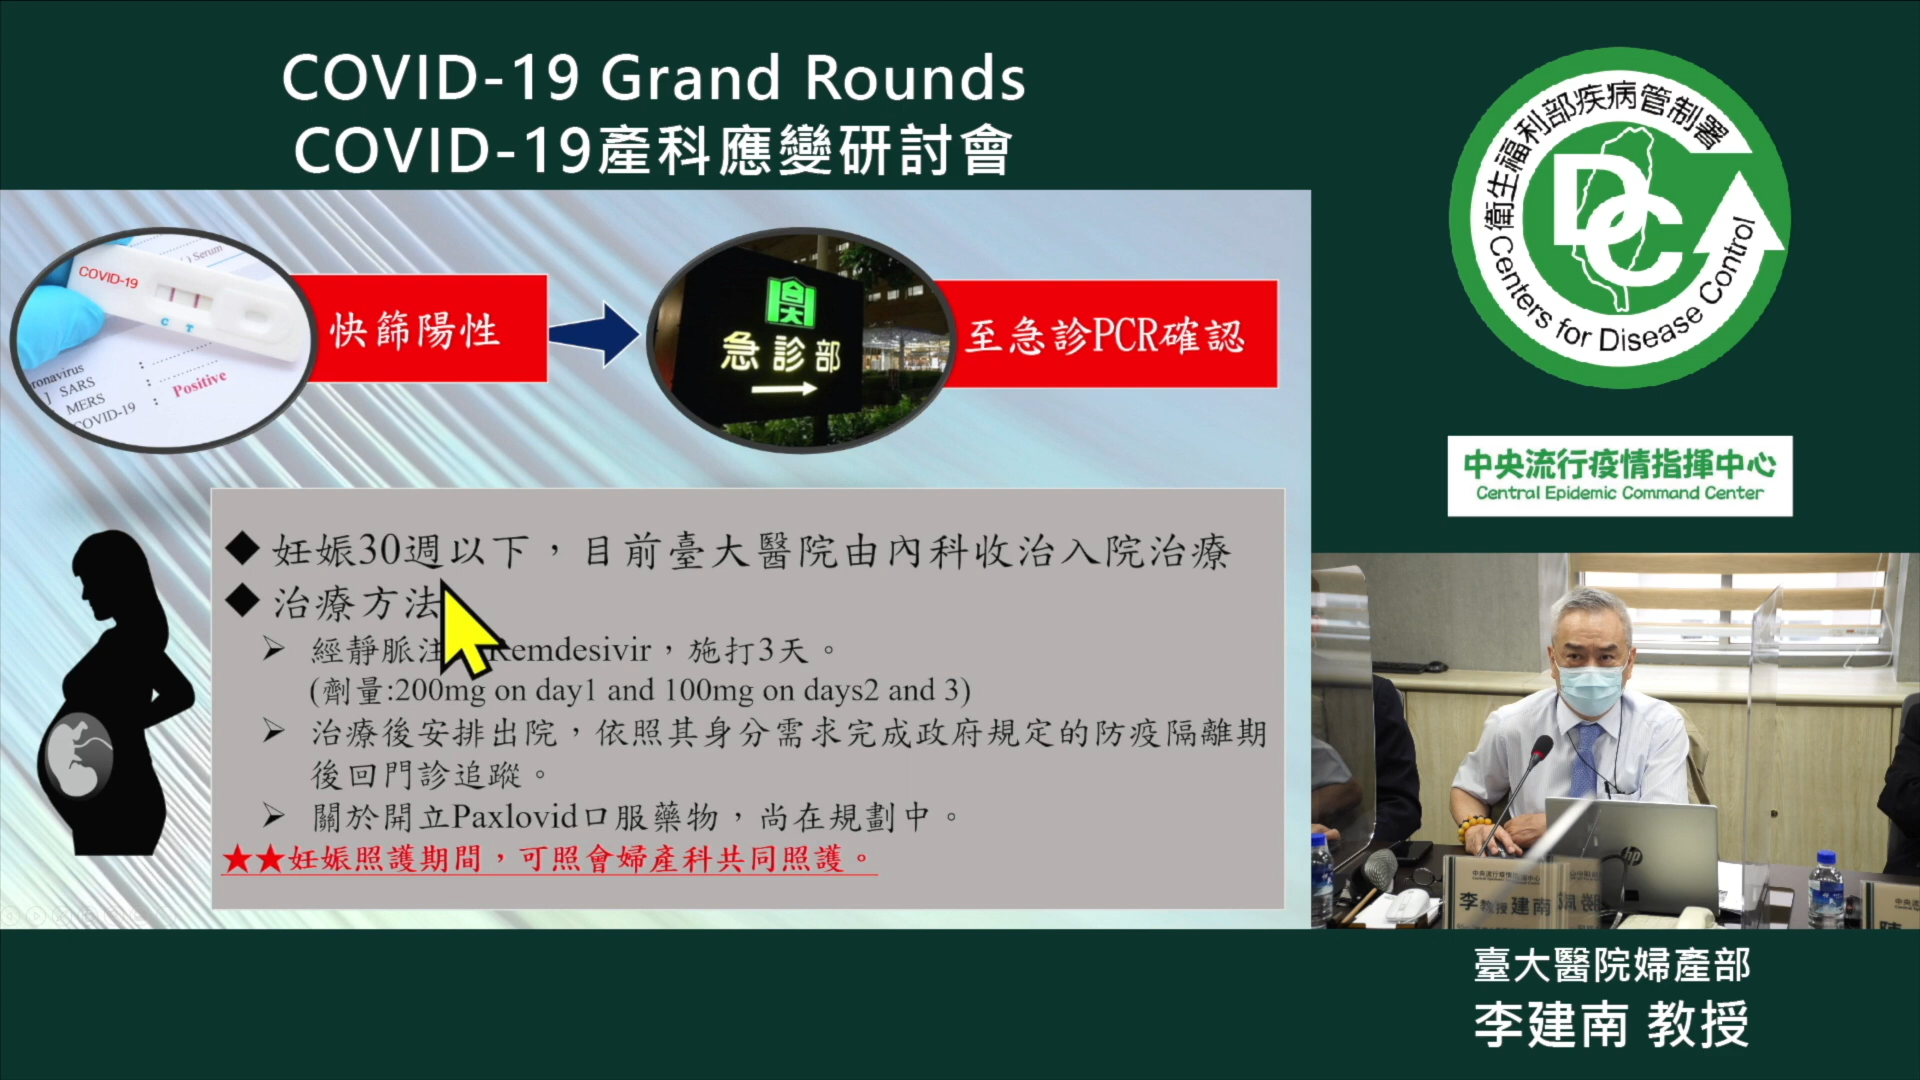 COVID-19 Grand Rounds
COVID-19產科應變研討會
衛生福利部疾病管制署
DC
Centers for Disease Control
中央流行疫情指揮中心
Central Epidemic Command Center
COVID-19
C T
Serum
ronavirus
SARS
MERS
COVID-19
Positive
快篩陽性
急診部
至急診PCR確認
◆ 妊娠30週以下，目前臺大醫院由內科收治入院治療
◆ 治療方法
➢ 經靜脈注 Remdesivir，施打3天。
(劑量:200mg on day1 and 100mg on days2 and 3)
➢ 治療後安排出院，依照其身分需求完成政府規定的防疫隔離期
後回門診追蹤。
➢ 關於開立Paxlovid口服藥物，尚在規劃中。
★★妊娠照護期間，可照會婦產科共同照護。
hp
李建南
教授
臺大醫院婦產部
李建南 教授